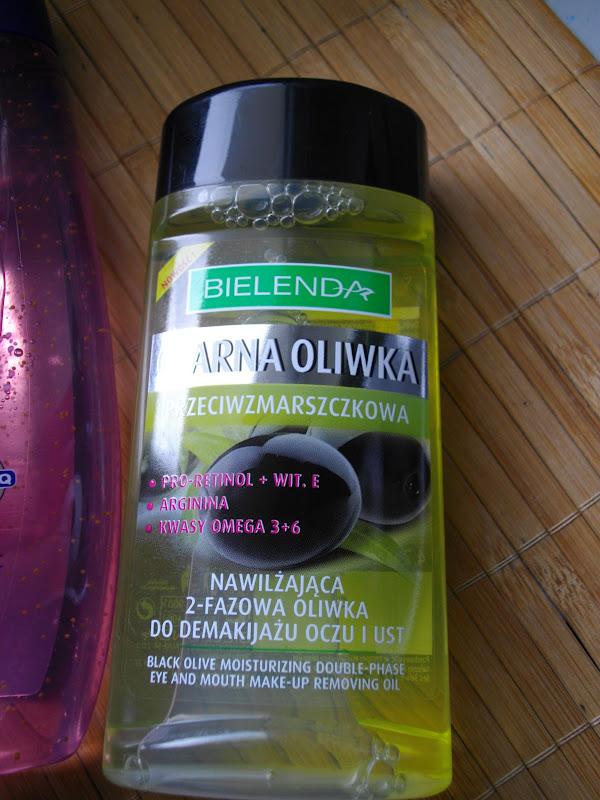 NOWOŚĆ!
BIELENDA
ARNA OLIWKA
PRZECIWZMARSZCZKOWA
• PRO-RETINOL + WIT. E
• ARGININA
• KWASY OMEGA 3+6
NAWILŻAJĄCA
2-FAZOWA OLIWKA
DO DEMAKIJAŻU OCZU I UST
BLACK OLIVE MOISTURIZING DOUBLE-PHASE
EYE AND MOUTH MAKE-UP REMOVING OIL